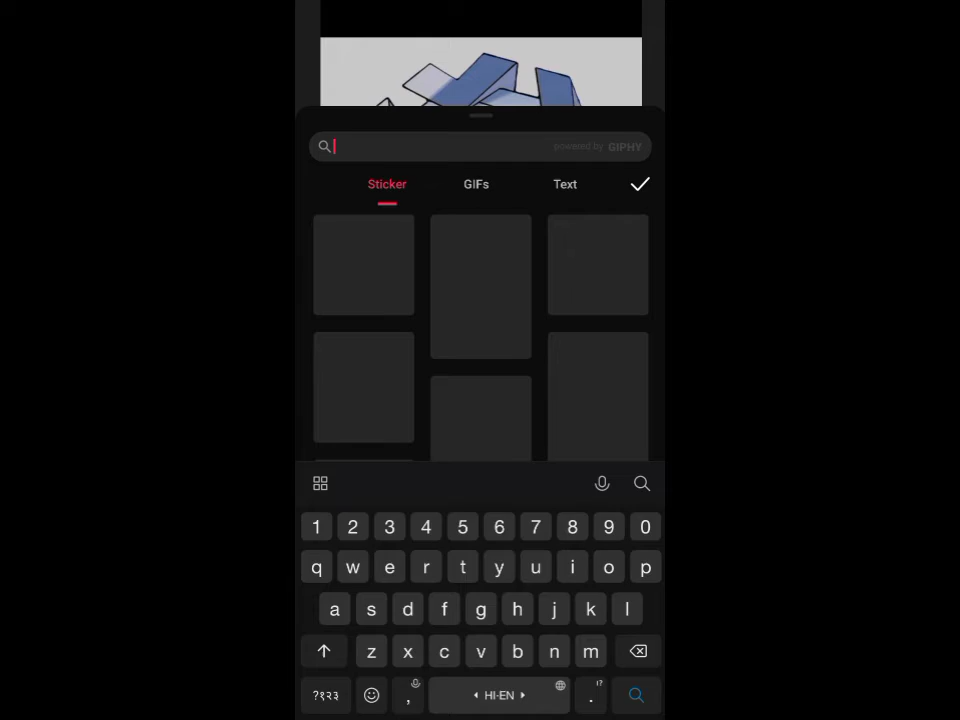 powered by GIPHY
Sticker GIFs Text
1 2 3 4 5 6 7 8 9 0
q w e r t y u i o p
a s d f g h j k l
z x c v b n m
?१२३ , HI-EN . !?